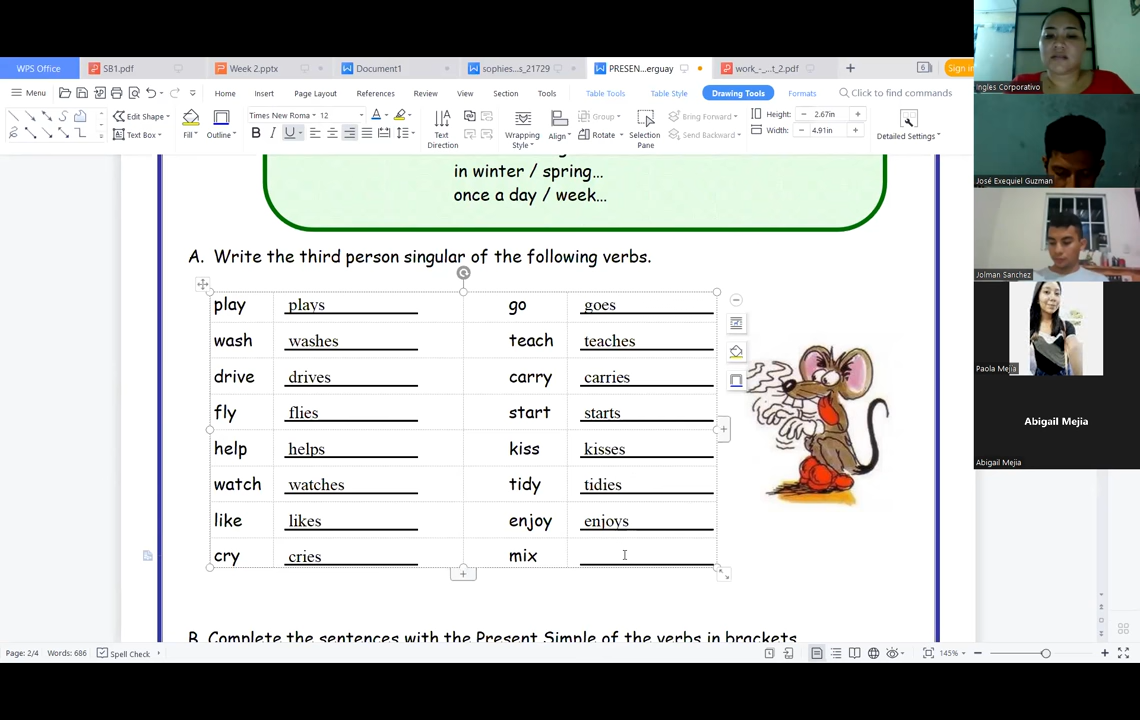 WPS Office SB1.pdf Week 2.pptx Document1 sophies...s_21729 PRESEN...erguay work_-_...t_2.pdf Sign in
Menu Home Insert Page Layout References Review View Section Tools Table Tools Table Style Drawing Tools Formats Click to find commands
Edit Shape Text Box Fill Outline Times New Roma 12 B I U Text Direction Wrapping Style Align Group Rotate Selection Pane Bring Forward Send Backward Height: 2.67in Width: 4.91in Detailed Settings
in winter / spring...
once a day / week...
A. Write the third person singular of the following verbs.
play plays go goes
wash washes teach teaches
drive drives carry carries
fly flies start starts
help helps kiss kisses
watch watches tidy tidies
like likes enjoy enjoys
cry cries mix
B. Complete the sentences with the Present Simple of the verbs in brackets
Page: 2/4 Words: 686 Spell Check 145%
Ingles Corporativo
José Exequiel Guzman
Jolman Sanchez
Paola Mejia
Abigail Mejia
Abigail Mejia